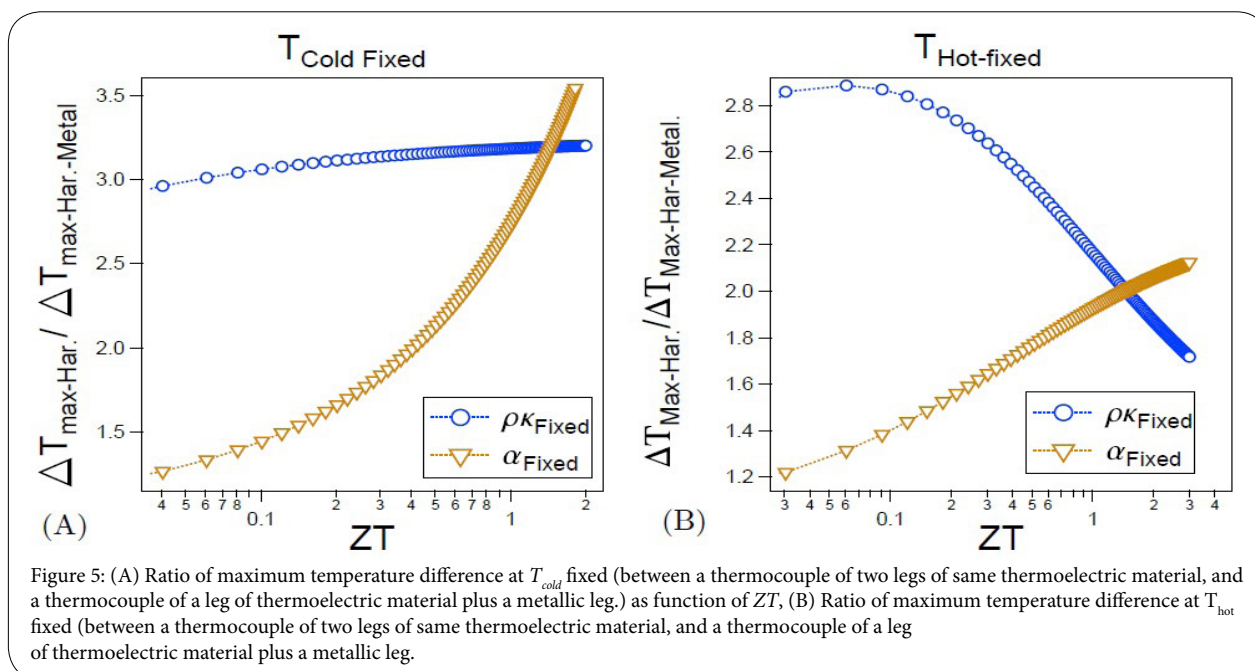 T Cold Fixed
ΔT max-Har. / ΔT max-Har.-Metal
3.5
3.0
2.5
2.0
1.5
ρκ Fixed
α Fixed
4 5 6 7 8 0.1 2 3 4 5 6 7 8 1 2
(A)
ZT
T Hot-fixed
ΔT Max-Har. / ΔT Max-Har-Metal.
2.8
2.6
2.4
2.2
2.0
1.8
1.6
1.4
1.2
ρκ Fixed
α Fixed
3 4 5 6 0.1 2 3 4 5 6 1 2 3 4
(B)
ZT
Figure 5: (A) Ratio of maximum temperature difference at T cold fixed (between a thermocouple of two legs of same thermoelectric material, and
a thermocouple of a leg of thermoelectric material plus a metallic leg.) as function of ZT, (B) Ratio of maximum temperature difference at T hot
fixed (between a thermocouple of two legs of same thermoelectric material, and a thermocouple of a leg
of thermoelectric material plus a metallic leg.